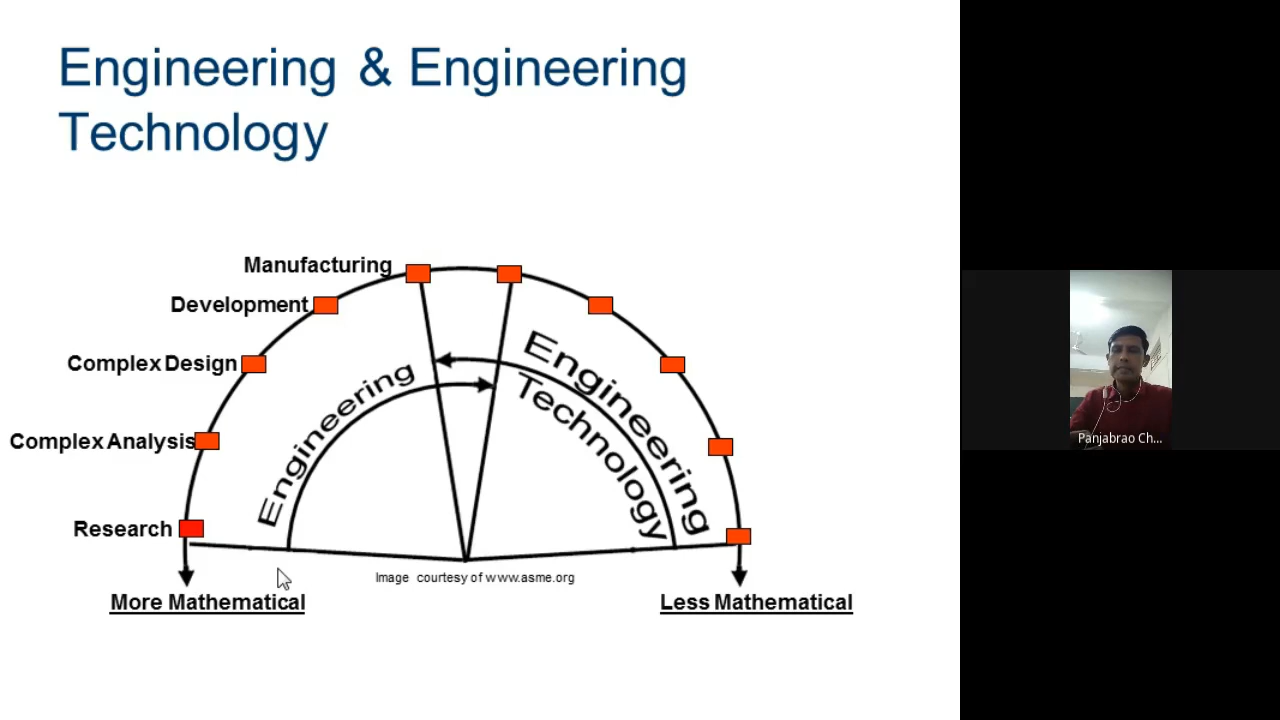 Engineering & Engineering
Technology
Manufacturing
Development
Complex Design
Complex Analysis
Research
Engineering
Engineering
Technology
Image courtesy of www.asme.org
More Mathematical
Less Mathematical
Panjabrao Ch...